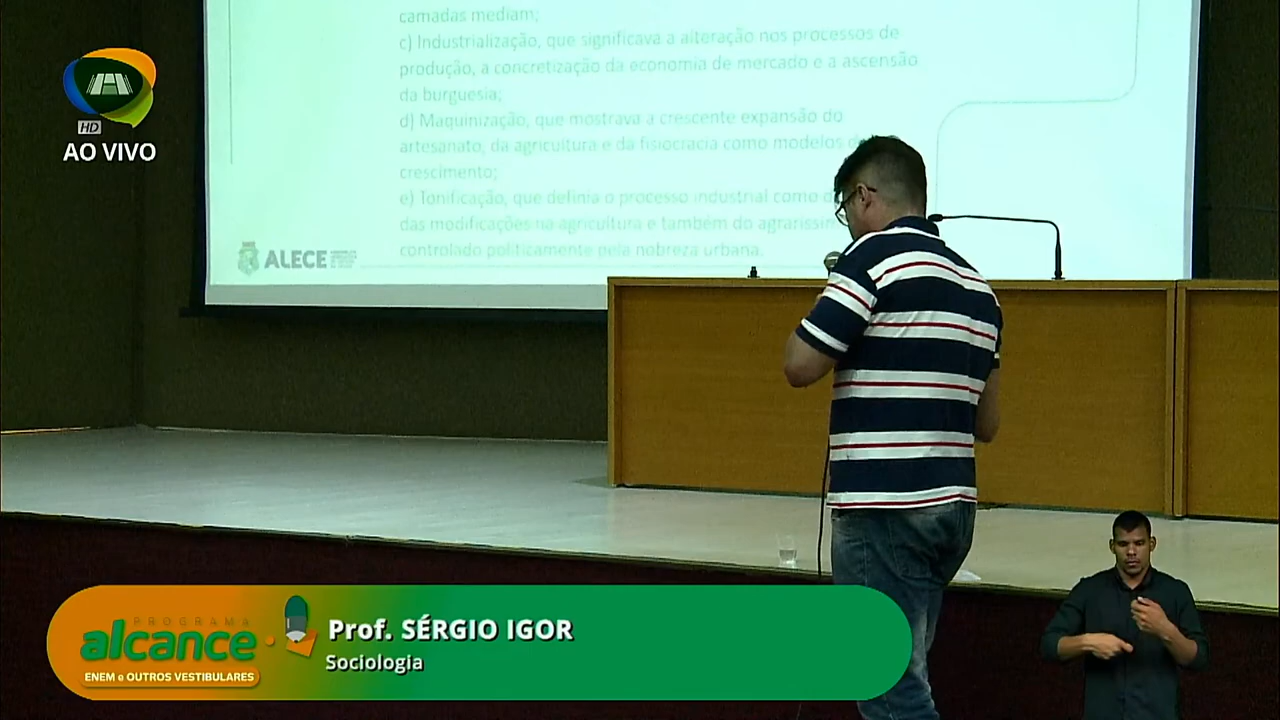 camadas mediam;
c) Industrialização, que significava a alteração nos processos de
produção, a concretização da economia de mercado e a ascensão
da burguesia;
d) Maquinização, que mostrava a crescente expansão do
artesanato, da agricultura e da fisiocracia como modelos
crescimento;
e) Tonificação, que definia o processo industrial como
das modificações na agricultura e também do
controlado politicamente pela nobreza urbana.
ALECE
HD
AO VIVO
PROGRAMA
alcance
ENEM e OUTROS VESTIBULARES
Prof. SÉRGIO IGOR
Sociologia